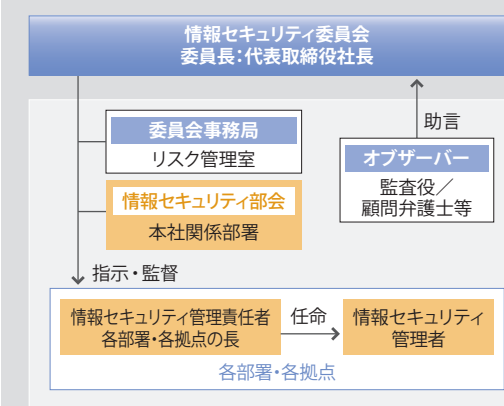 情報セキュリティ委員会
委員長：代表取締役社長
委員会事務局
リスク管理室
情報セキュリティ部会
本社関係部署
助言
オブザーバー
監査役／
顧問弁護士等
指示・監督
情報セキュリティ管理責任者
各部署・各拠点の長
任命
情報セキュリティ
管理者
各部署・各拠点